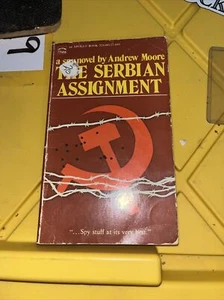 a spy novel by Andrew Moore
THE SERBIAN
ASSIGNMENT
"... Spy stuff at its very best."